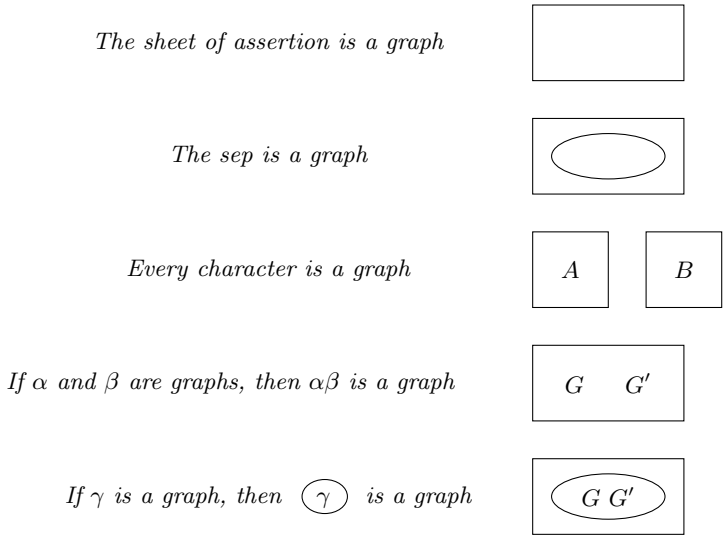 The sheet of assertion is a graph
The sep is a graph
Every character is a graph A B
If α and β are graphs, then αβ is a graph G G′
If γ is a graph, then γ is a graph G G′